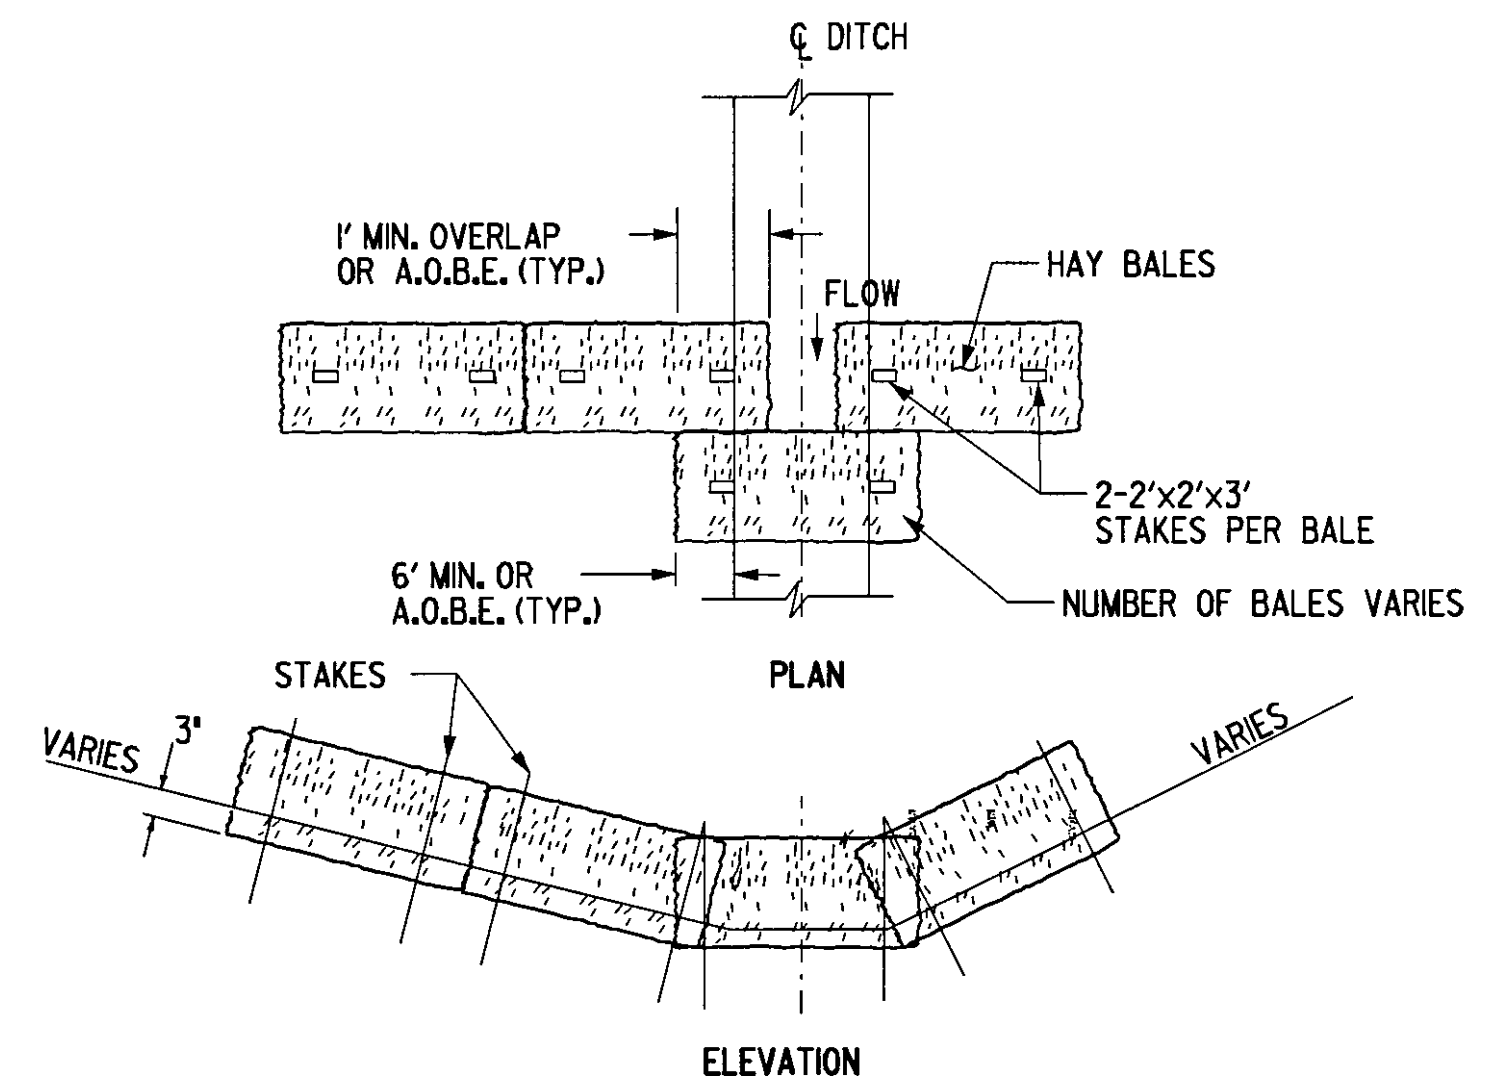 ℄ DITCH
1' MIN. OVERLAP
OR A.O.B.E. (TYP.)
HAY BALES
FLOW
2-2'x2'x3'
STAKES PER BALE
6' MIN. OR
A.O.B.E. (TYP.)
NUMBER OF BALES VARIES
PLAN
STAKES
VARIES
3"
VARIES
ELEVATION